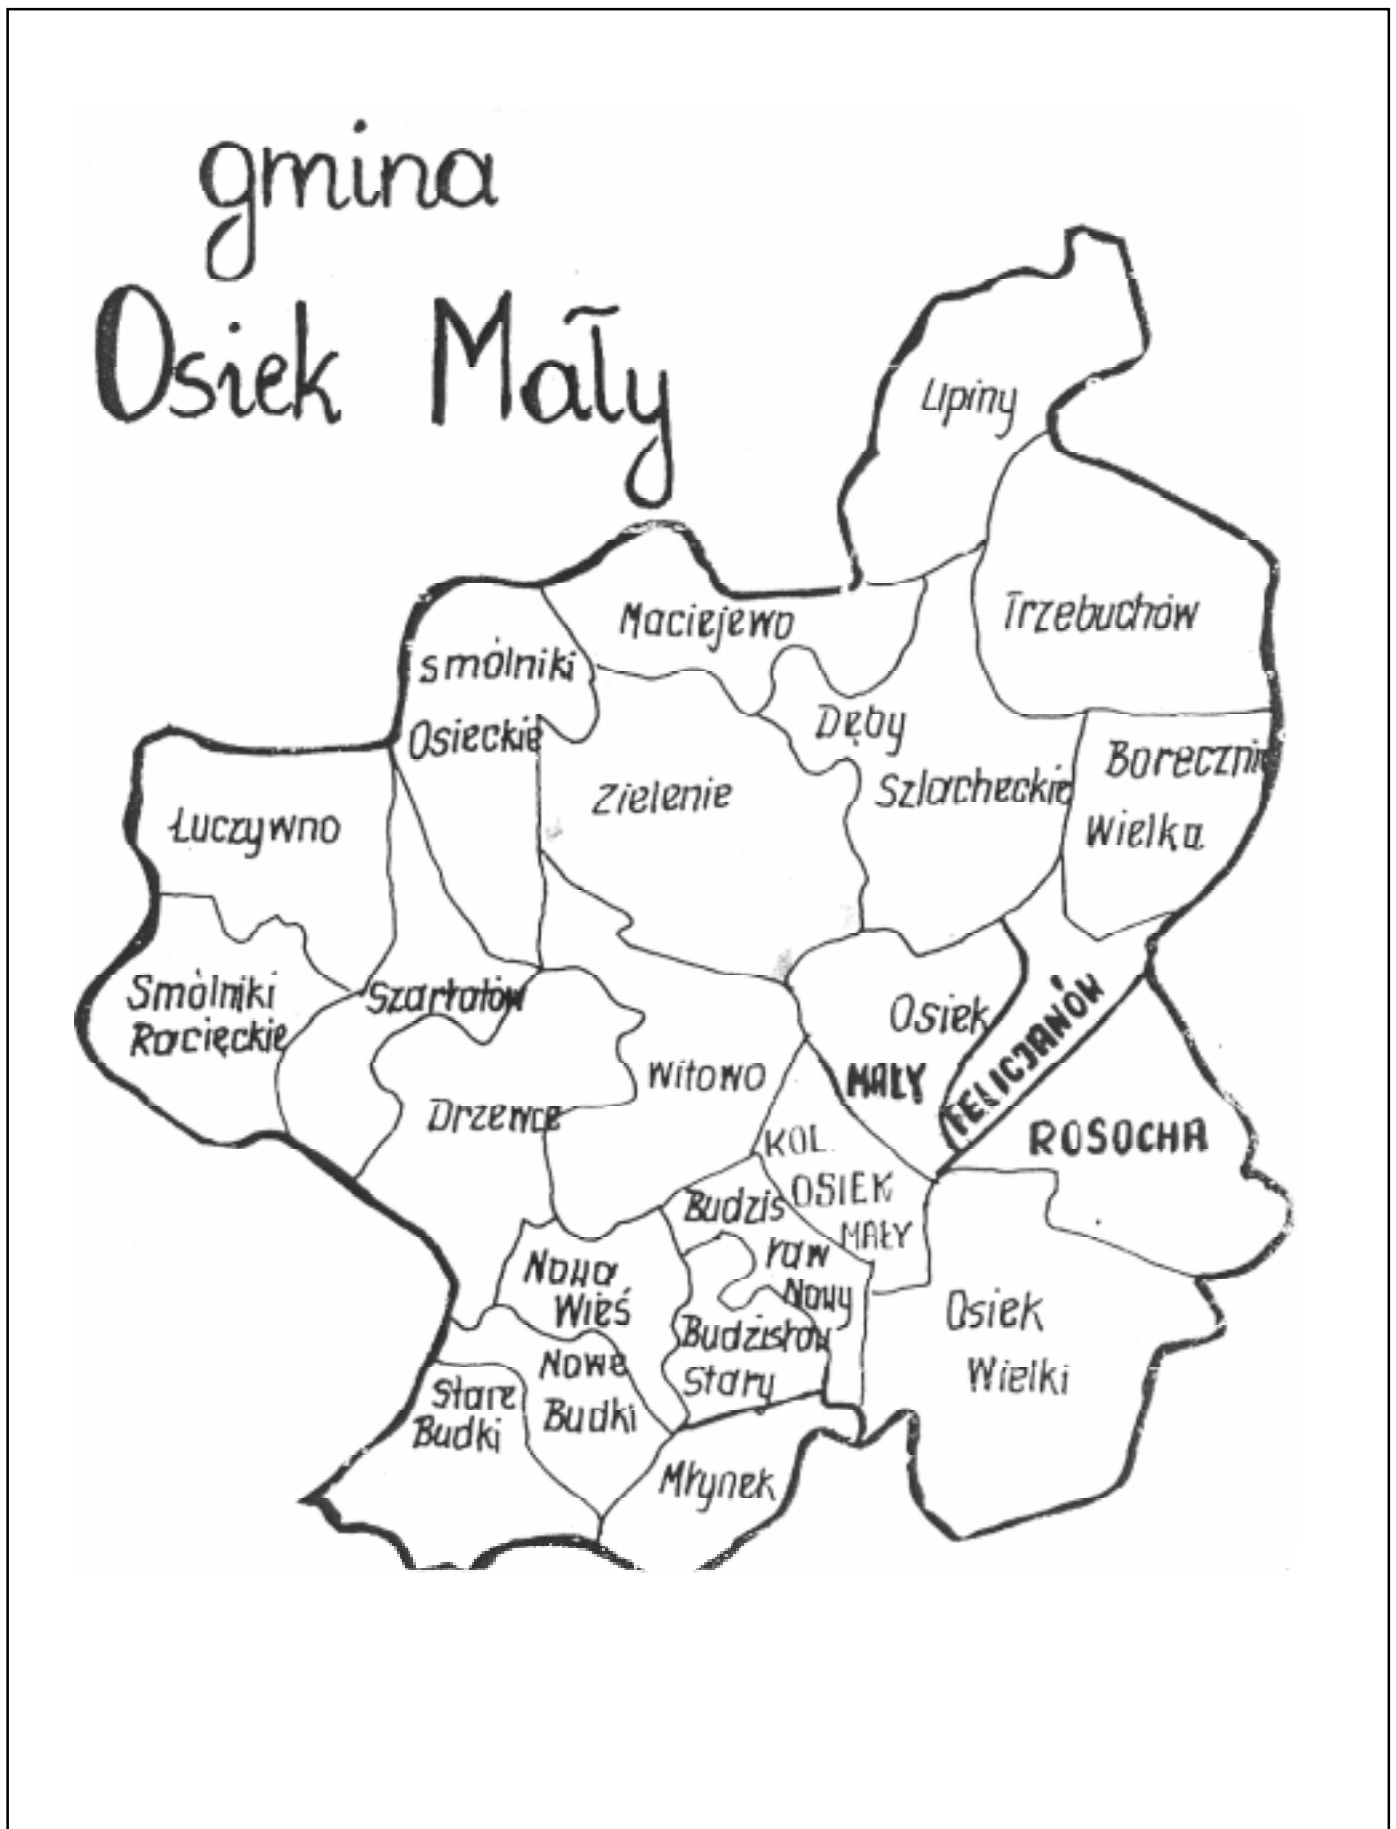 gmina
Osiek Mały
Lipiny
Trzebuchów
Maciejewo
Smólniki
Osieckie
Dęby
Szlacheckie
Boreczni
Wielka
Zielenie
Łuczywno
Smólniki
Racięckie
Szarłatów
Osiek
MAŁY
FELICJANÓW
Witowo
Drzewce
ROSOCHA
KOL.
OSIEK
MAŁY
Budzis
ław
Nowy
Nowa
Wieś
Budzisław
Stary
Osiek
Wielki
Nowe
Budki
Stare
Budki
Młynek